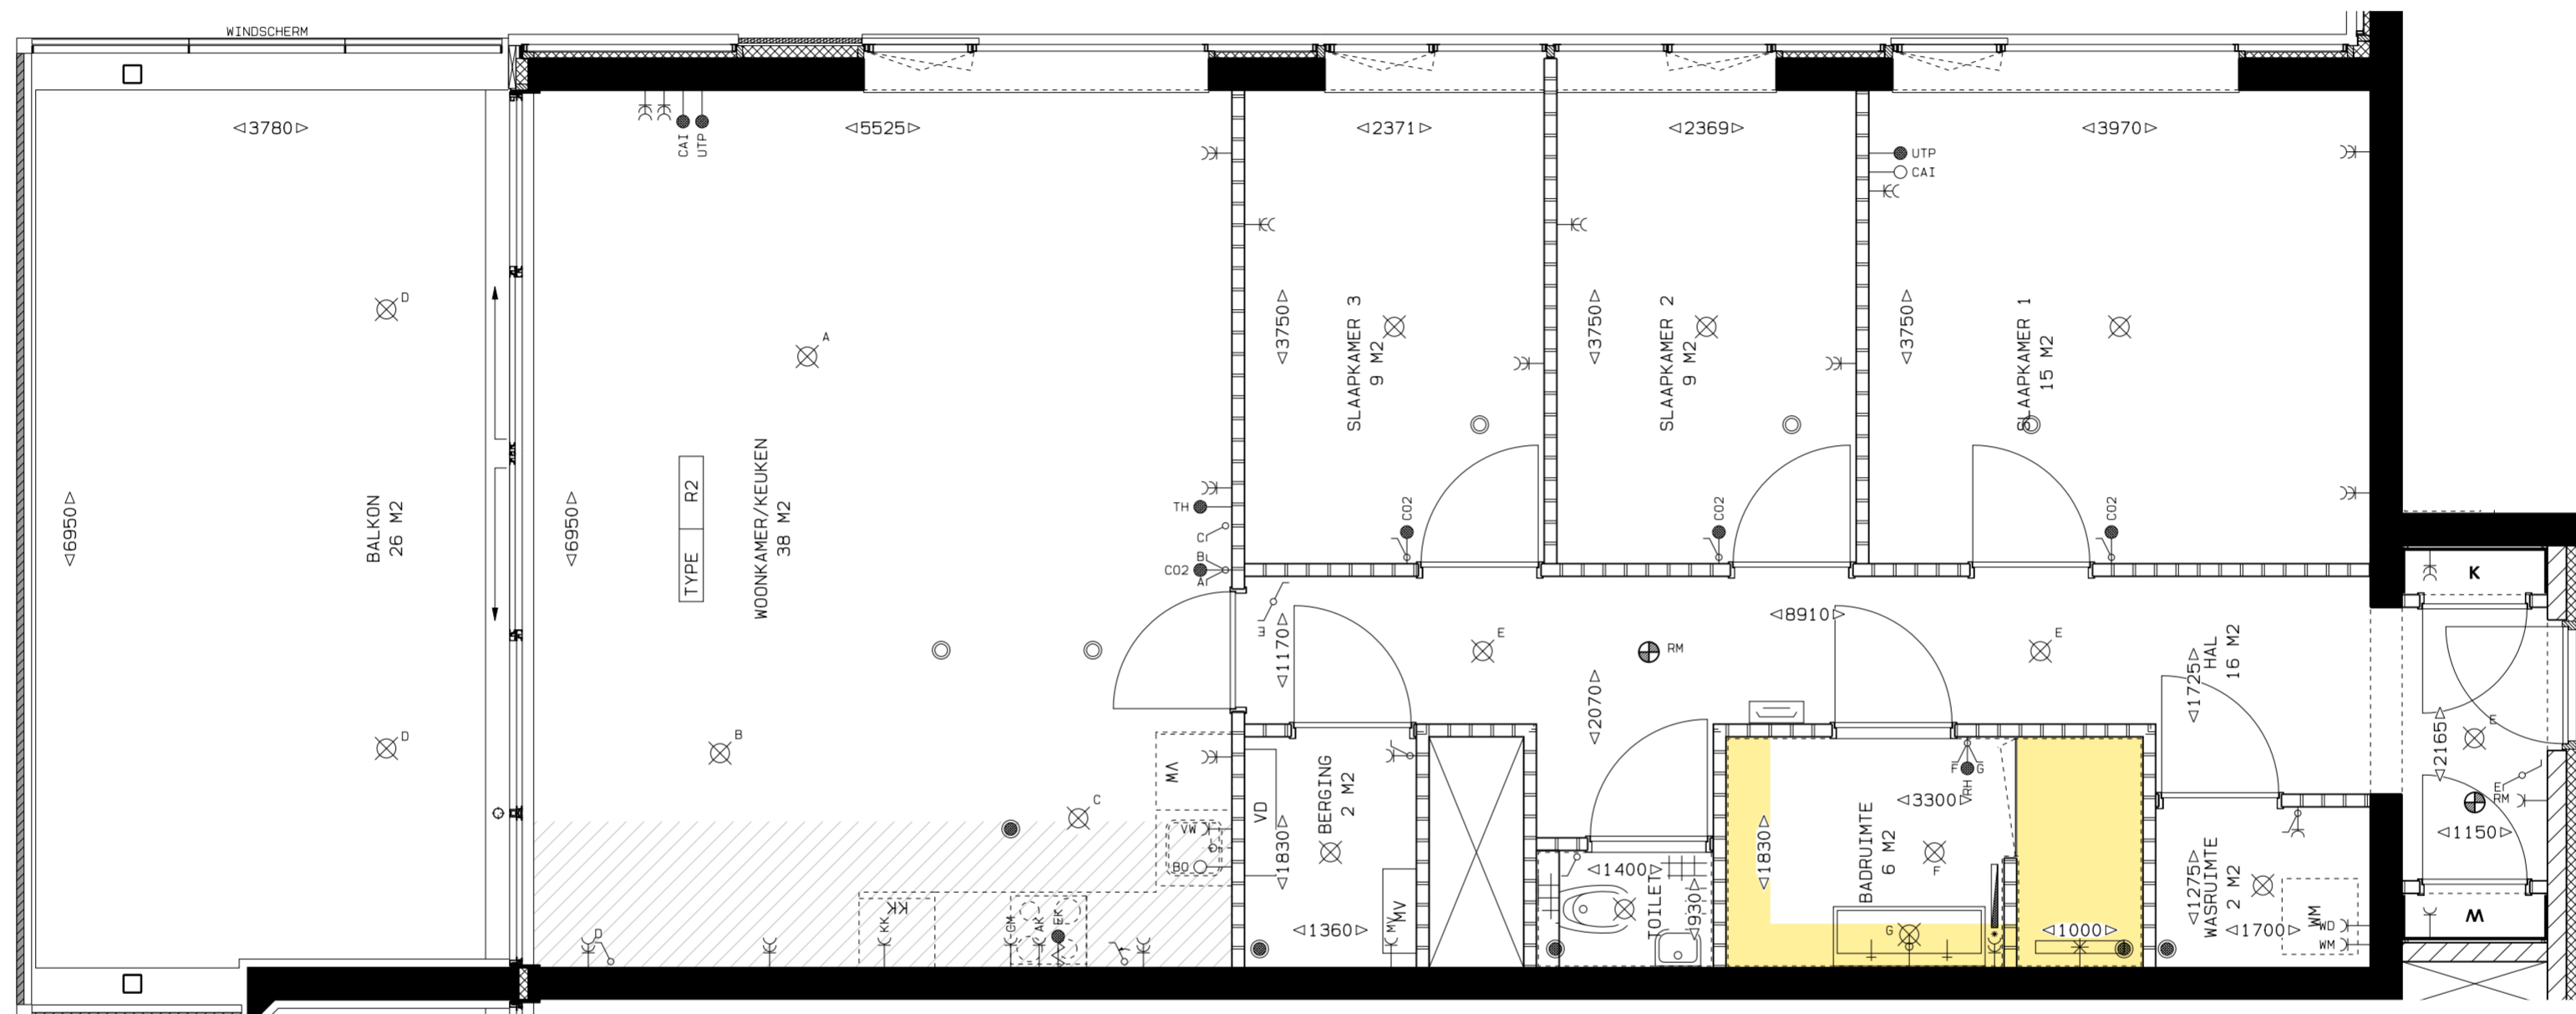 WINDSCHERM
3780
6950
BALKON
26 M2
D
D
CAI
UTP
5525
6950
TYPE R2
WOONKAMER/KEUKEN
38 M2
A
B
C
TH
C
B
CO2
A
VW
VW
BO
KK
KK
GM
AK
EK
D
2371
3750
SLAAPKAMER 3
9 M2
CO2
2369
3750
SLAAPKAMER 2
9 M2
CO2
3970
UTP
CAI
3750
SLAAPKAMER 1
15 M2
CO2
E
1170
E
RM
8910
E
2070
1725
HAL
16 M2
VD
1830
BERGING
2 M2
1360
MV
MV
1400
TOILET
930
1830
BADRUIMTE
6 M2
3300
F
G
RH
F
G
1000
1275
WASRUIMTE
2 M2
1700
WM
WD
WM
K
2165
E
E
RM
1150
W